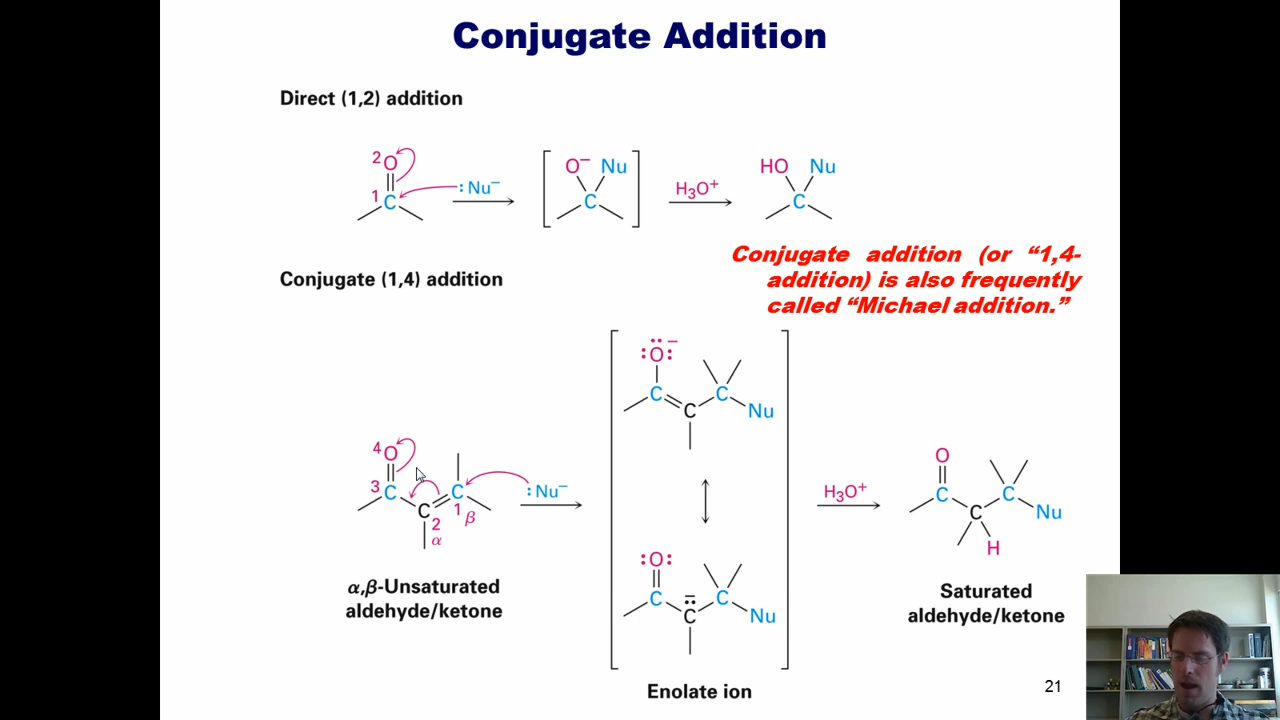 Conjugate Addition
Direct (1,2) addition
2 O
1 C
:Nu−
O− Nu
C
H3O+
HO Nu
C
Conjugate addition (or “1,4-
addition) is also frequently
called “Michael addition.”
Conjugate (1,4) addition
:O:−
C C C
Nu
4 O
3 C C C
2 1 β
α
:Nu−
:O:
C C C
Nu
H3O+
O
C C C
Nu
H
α,β-Unsaturated
aldehyde/ketone
Enolate ion
Saturated
aldehyde/ketone
21